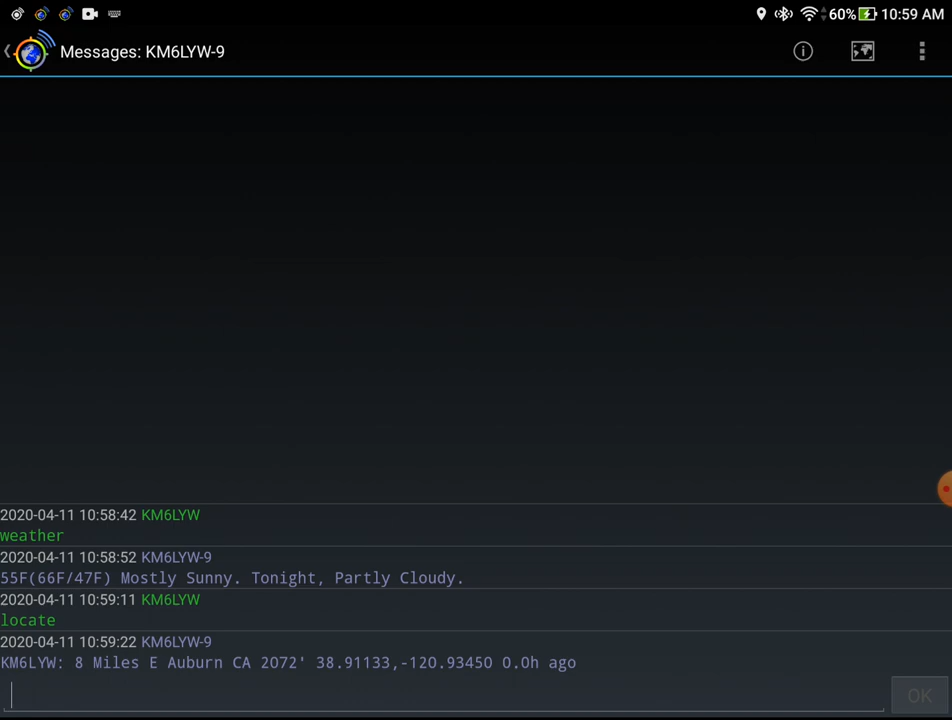 60% 10:59 AM
Messages: KM6LYW-9
2020-04-11 10:58:42 KM6LYW
weather
2020-04-11 10:58:52 KM6LYW-9
55F(66F/47F) Mostly Sunny. Tonight, Partly Cloudy.
2020-04-11 10:59:11 KM6LYW
locate
2020-04-11 10:59:22 KM6LYW-9
KM6LYW: 8 Miles E Auburn CA 2072' 38.91133,-120.93450 0.0h ago
OK